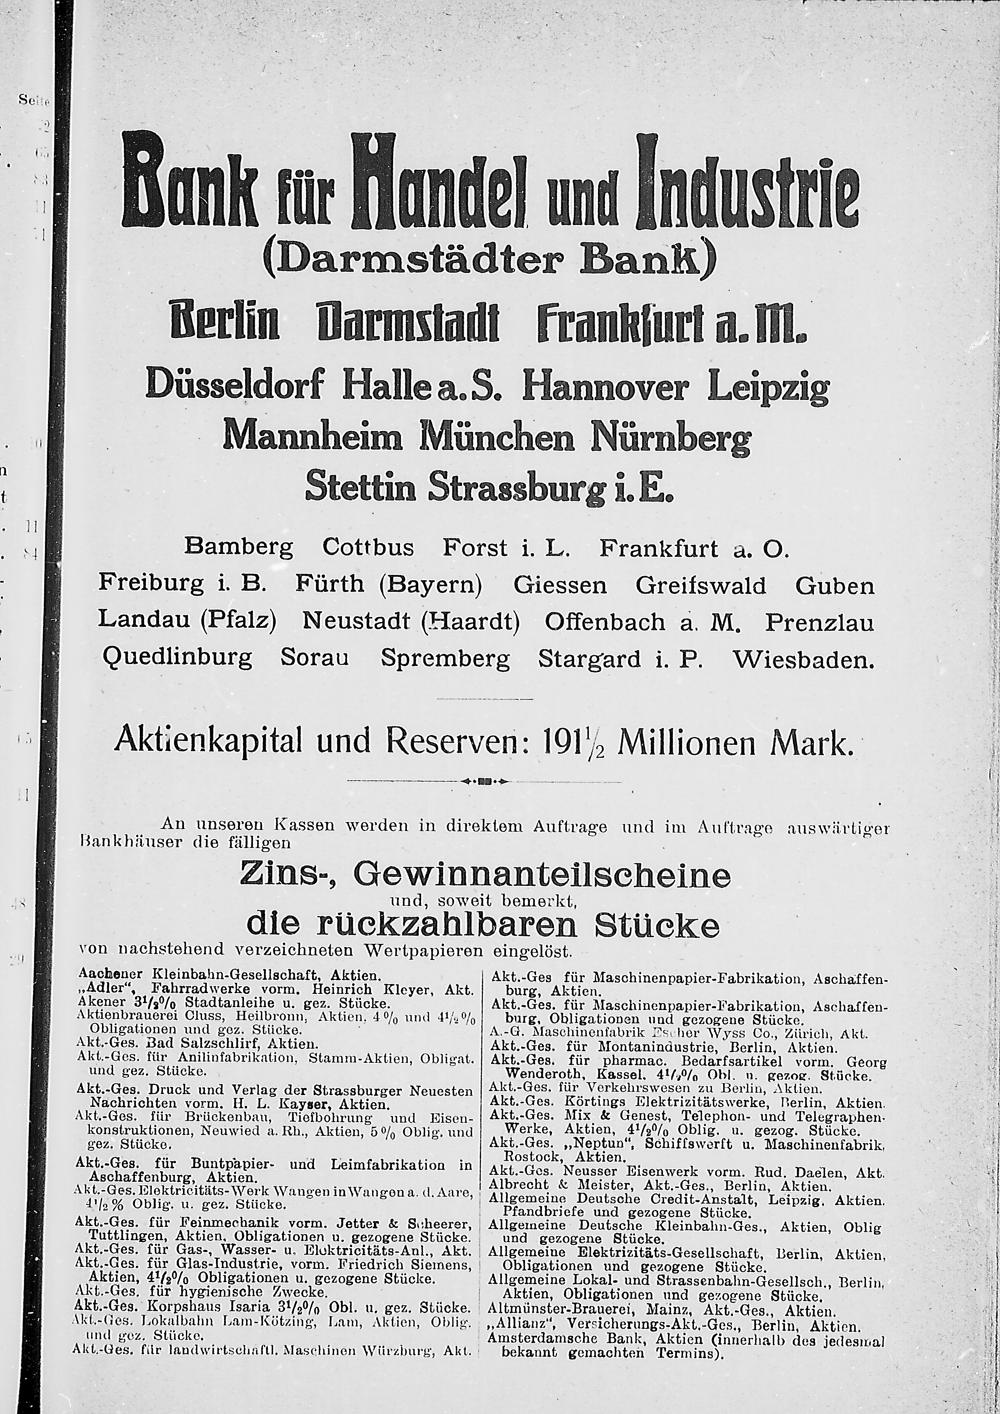 Seite
Bank für Handel und Industrie
(Darmstädter Bank)
Berlin Darmstadt Frankfurt a. M.
Düsseldorf Halle a. S. Hannover Leipzig
Mannheim München Nürnberg
Stettin Strassburg i. E.
Bamberg Cottbus Forst i. L. Frankfurt a. O.
Freiburg i. B. Fürth (Bayern) Giessen Greifswald Guben
Landau (Pfalz) Neustadt (Haardt) Offenbach a. M. Prenzlau
Quedlinburg Sorau Spremberg Stargard i. P. Wiesbaden.
Aktienkapital und Reserven: 191½ Millionen Mark.
An unseren Kassen werden in direktem Auftrage und im Auftrage auswärtiger
Bankhäuser die fälligen
Zins-, Gewinnanteilscheine
und, soweit bemerkt,
die rückzahlbaren Stücke
von nachstehend verzeichneten Wertpapieren eingelöst.
Aachener Kleinbahn-Gesellschaft, Aktien.
„Adler“, Fahrradwerke vorm. Heinrich Kleyer, Akt.
Akener 3½% Stadtanleihe u. gez. Stücke.
Aktienbrauerei Cluss, Heilbronn, Aktien, 4% und 4½%
Obligationen und gez. Stücke.
Akt.-Ges. Bad Salzschlirf, Aktien.
Akt.-Ges. für Anilinfabrikation, Stamm-Aktien, Obligat.
und gez. Stücke.
Akt.-Ges. Druck und Verlag der Strassburger Neuesten
Nachrichten vorm. H. L. Kayser, Aktien.
Akt.-Ges. für Brückenbau, Tiefbohrung und Eisen-
konstruktionen, Neuwied a. Rh., Aktien, 5% Oblig. und
gez. Stücke.
Akt.-Ges. für Buntpapier- und Leimfabrikation in
Aschaffenburg, Aktien.
Akt.-Ges. Elektricitäts-Werk Wangen in Wangen a. d. Aare,
4½% Oblig. u. gez. Stücke.
Akt.-Ges. für Feinmechanik vorm. Jetter & Scheerer,
Tuttlingen, Aktien, Obligationen u. gezogene Stücke.
Akt.-Ges. für Gas-, Wasser- u. Elektricitäts-Anl., Akt.
Akt.-Ges. für Glas-Industrie, vorm. Friedrich Siemens,
Aktien, 4½% Obligationen u. gezogene Stücke.
Akt.-Ges. für hygienische Zwecke.
Akt.-Ges. Korpshaus Isaria 3½% Obl. u. gez. Stücke.
Akt.-Ges. Lokalbahn Lam-Kötzing, Lam, Aktien, Oblig.
und gez. Stücke.
Akt.-Ges. für landwirtschaftl. Maschinen Würzburg, Akt.
Akt.-Ges für Maschinenpapier-Fabrikation, Aschaffen-
burg, Aktien.
Akt.-Ges. für Maschinenpapier-Fabrikation, Aschaffen-
burg, Obligationen und gezogene Stücke.
A.-G. Maschinenfabrik Escher Wyss Co., Zürich, Akt.
Akt.-Ges. für Montanindustrie, Berlin, Aktien.
Akt.-Ges. für pharmac. Bedarfsartikel vorm. Georg
Wenderoth, Kassel, 4½% Obl. u. gezog. Stücke.
Akt.-Ges. für Verkehrswesen zu Berlin, Aktien.
Akt.-Ges. Körtings Elektrizitätswerke, Berlin, Aktien.
Akt.-Ges. Mix & Genest, Telephon- und Telegraphen-
Werke, Aktien, 4½% Oblig. u. gezog. Stücke.
Akt.-Ges. „Neptun“, Schiffswerft u. Maschinenfabrik,
Rostock, Aktien.
Akt.-Ges. Neusser Eisenwerk vorm. Rud. Daelen, Akt.
Albrecht & Meister, Akt.-Ges., Berlin, Aktien.
Allgemeine Deutsche Credit-Anstalt, Leipzig, Aktien.
Pfandbriefe und gezogene Stücke.
Allgemeine Deutsche Kleinbahn-Ges., Aktien, Oblig
und gezogene Stücke.
Allgemeine Elektrizitäts-Gesellschaft, Berlin, Aktien,
Obligationen und gezogene Stücke.
Allgemeine Lokal- und Strassenbahn-Gesellsch., Berlin,
Aktien, Obligationen und gezogene Stücke.
Altmünster-Brauerei, Mainz, Akt.-Ges., Aktien.
„Allianz“, Versicherungs-Akt.-Ges., Berlin, Aktien.
Amsterdamsche Bank, Aktien (innerhalb des jedesmal
bekannt gemachten Termins).